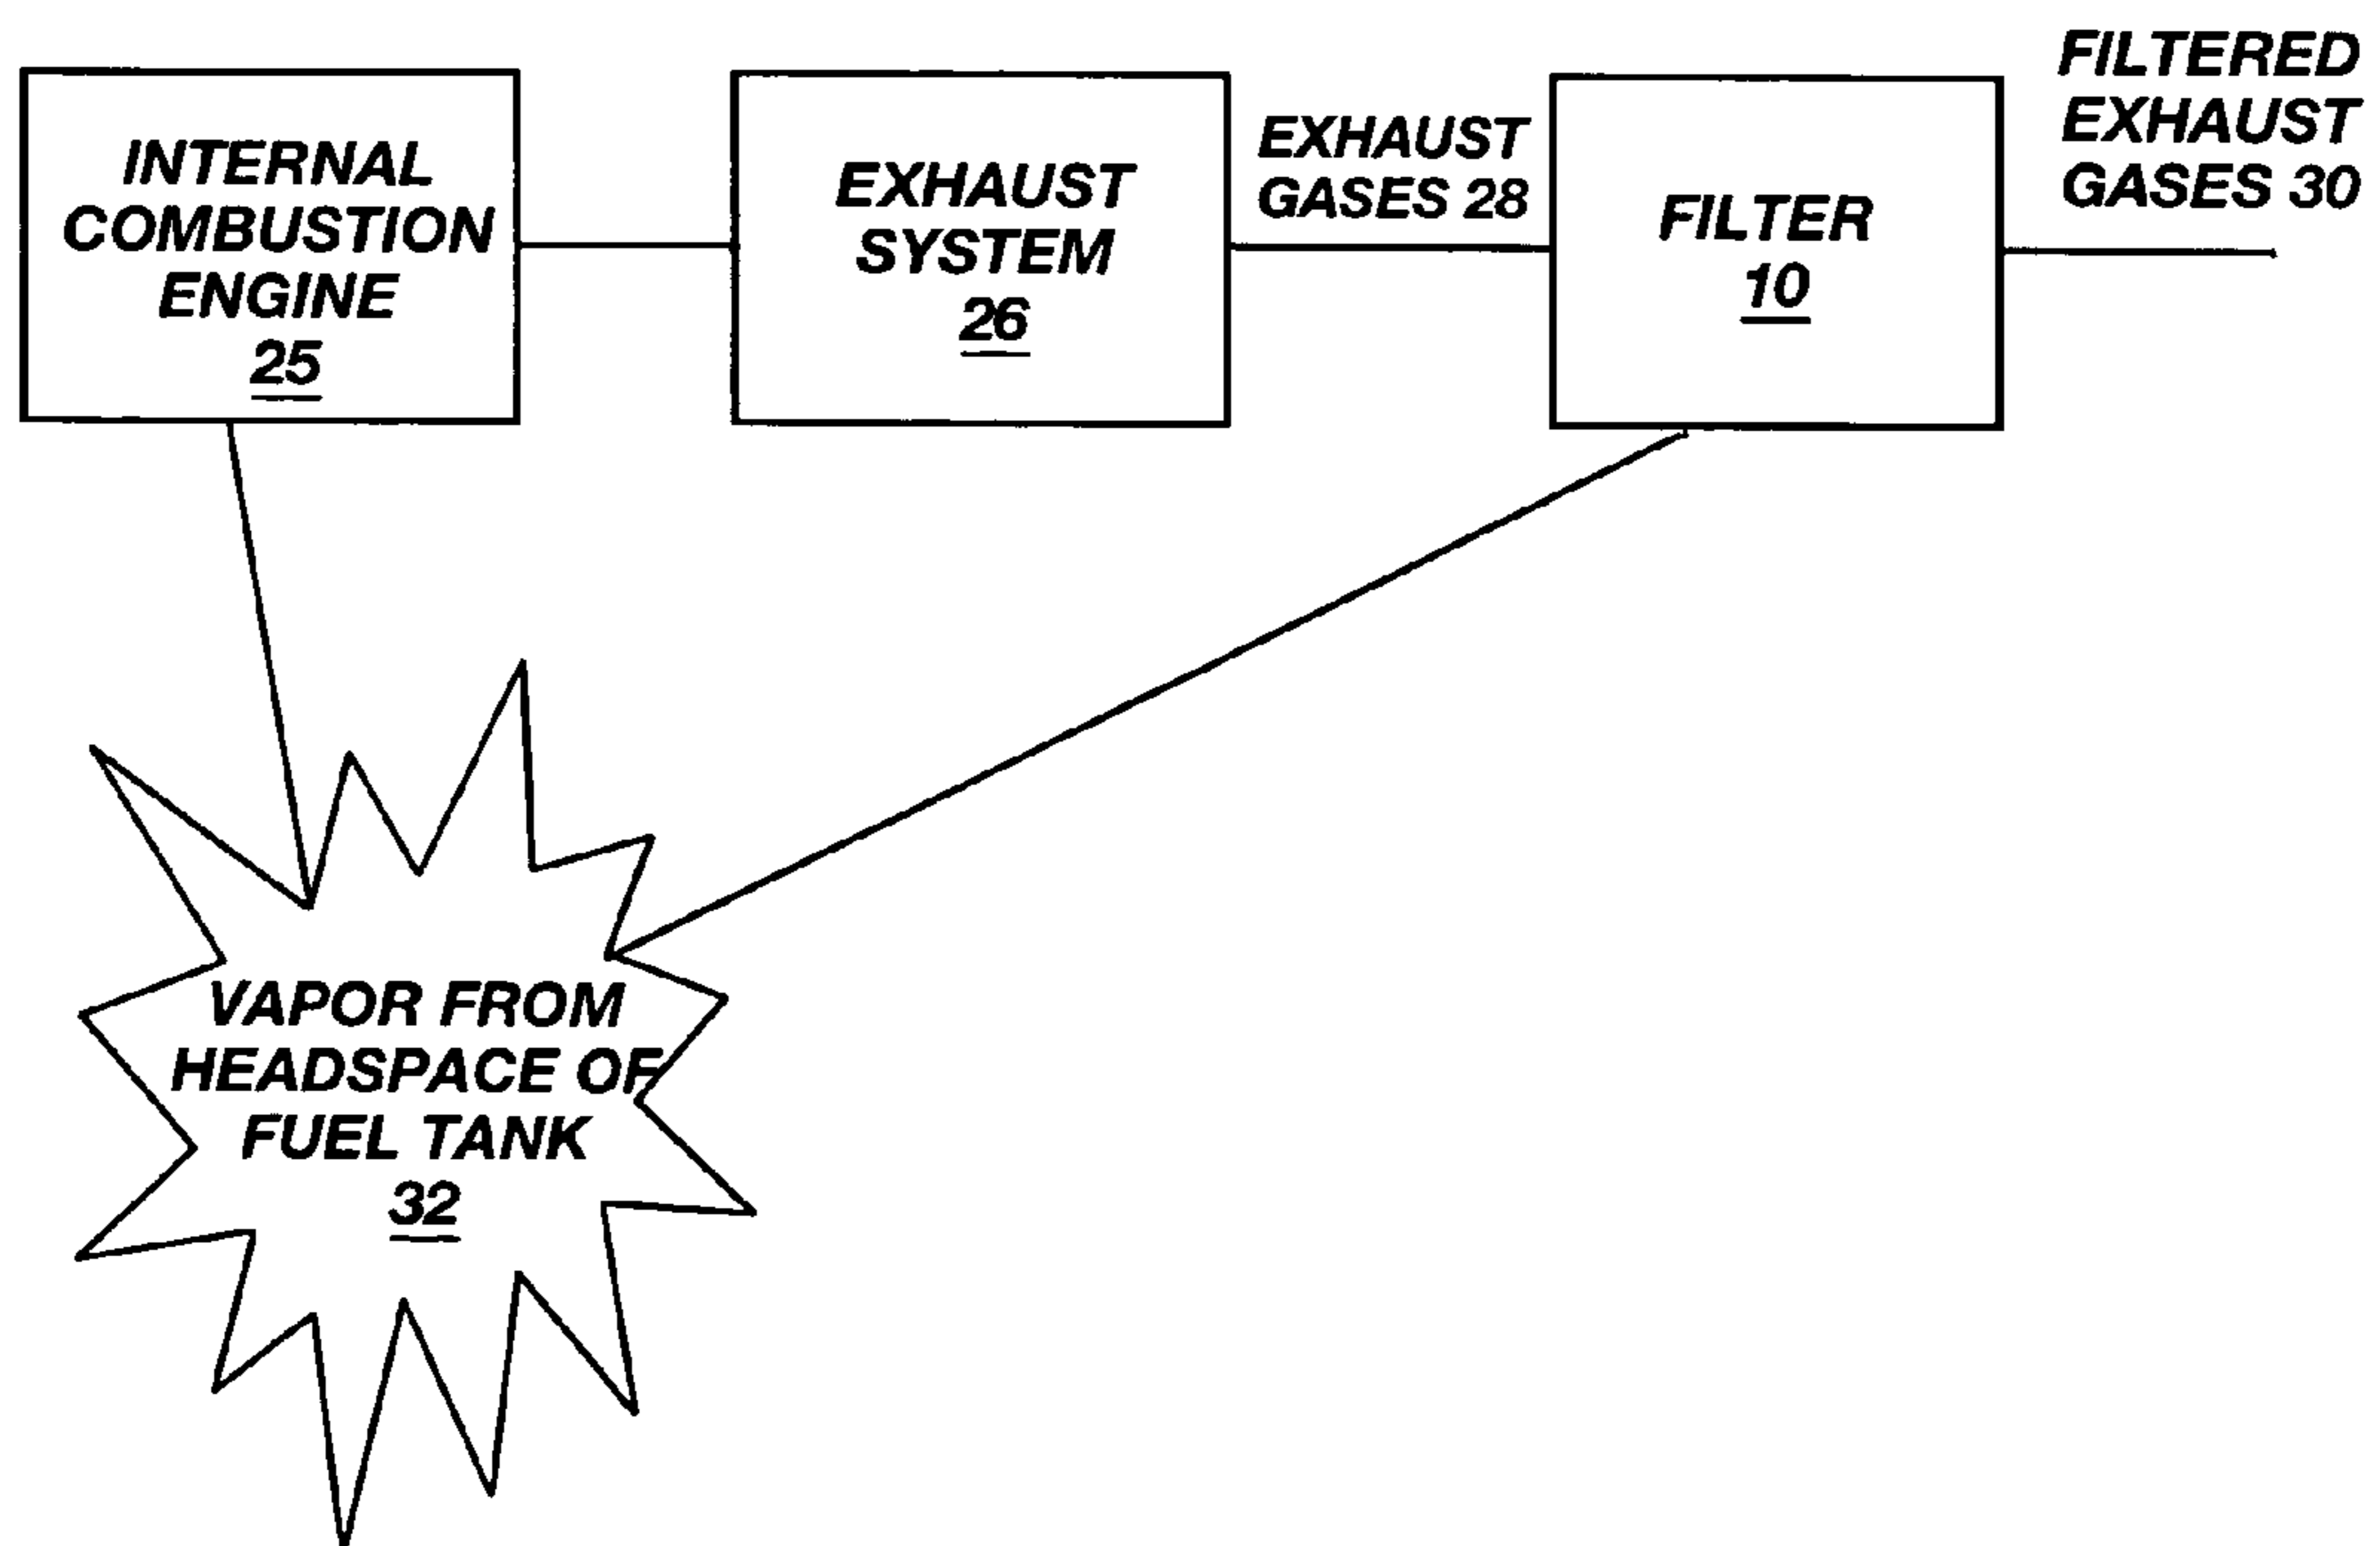 INTERNAL
COMBUSTION
ENGINE
25
EXHAUST
SYSTEM
26
EXHAUST
GASES 28
FILTER
10
FILTERED
EXHAUST
GASES 30
VAPOR FROM
HEADSPACE OF
FUEL TANK
32